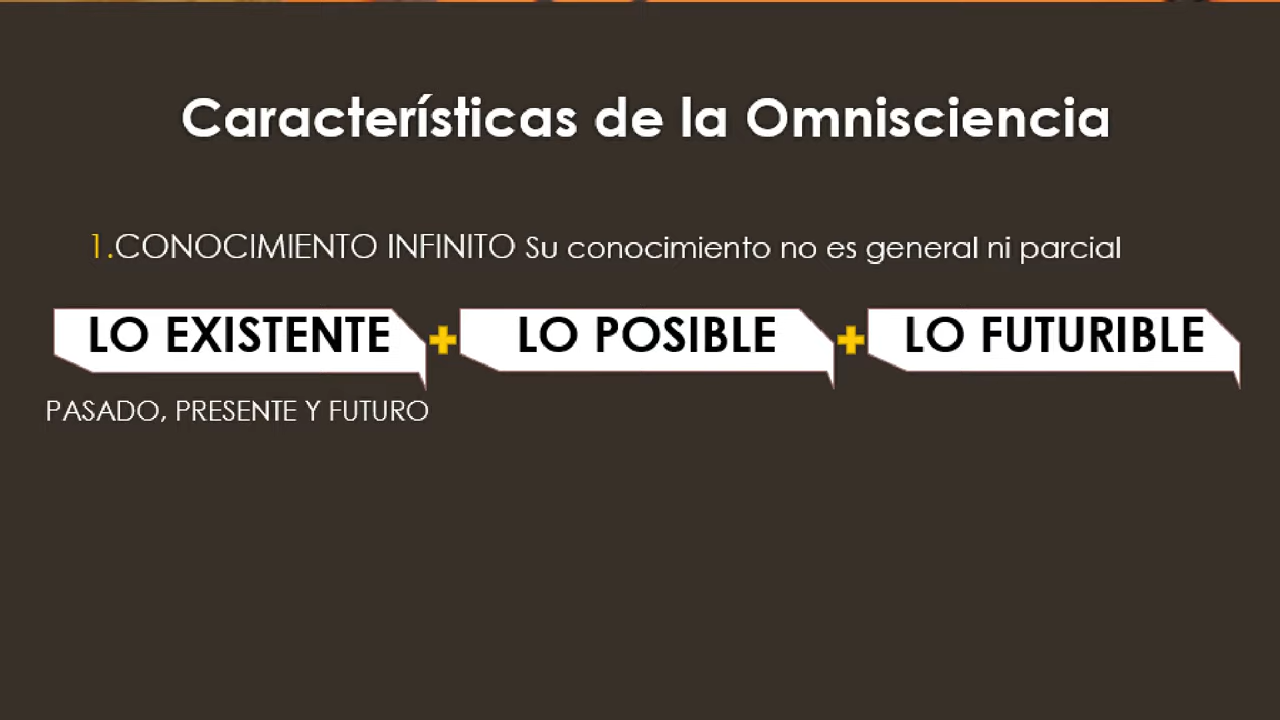 Características de la Omnisciencia
1.CONOCIMIENTO INFINITO Su conocimiento no es general ni parcial
LO EXISTENTE + LO POSIBLE + LO FUTURIBLE
PASADO, PRESENTE Y FUTURO